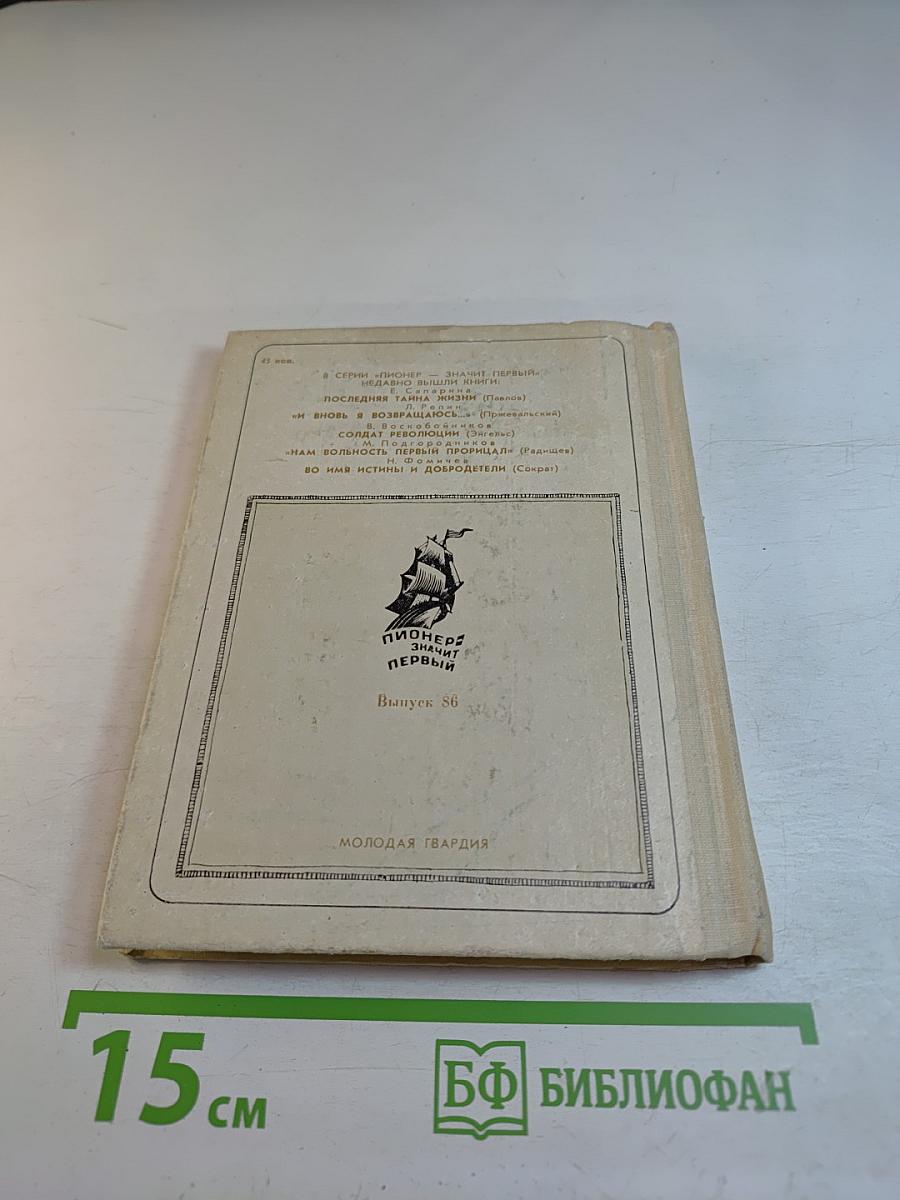 45 коп.
В СЕРИИ «ПИОНЕР — ЗНАЧИТ ПЕРВЫЙ»
НЕДАВНО ВЫШЛИ КНИГИ:
Е. Сапарина
ПОСЛЕДНЯЯ ТАЙНА ЖИЗНИ (Павлов)
Л. Репин
«И ВНОВЬ Я ВОЗВРАЩАЮСЬ...» (Пржевальский)
В. Воскобойников
СОЛДАТ РЕВОЛЮЦИИ (Энгельс)
М. Подгородников
«НАМ ВОЛЬНОСТЬ ПЕРВЫЙ ПРОРИЦАЛ» (Радищев)
Н. Фомичев
ВО ИМЯ ИСТИНЫ И ДОБРОДЕТЕЛИ (Сократ)
ПИОНЕР-
ЗНАЧИТ
ПЕРВЫЙ
Выпуск 86
„МОЛОДАЯ ГВАРДИЯ"
15 см
БФ БИБЛИОФАН